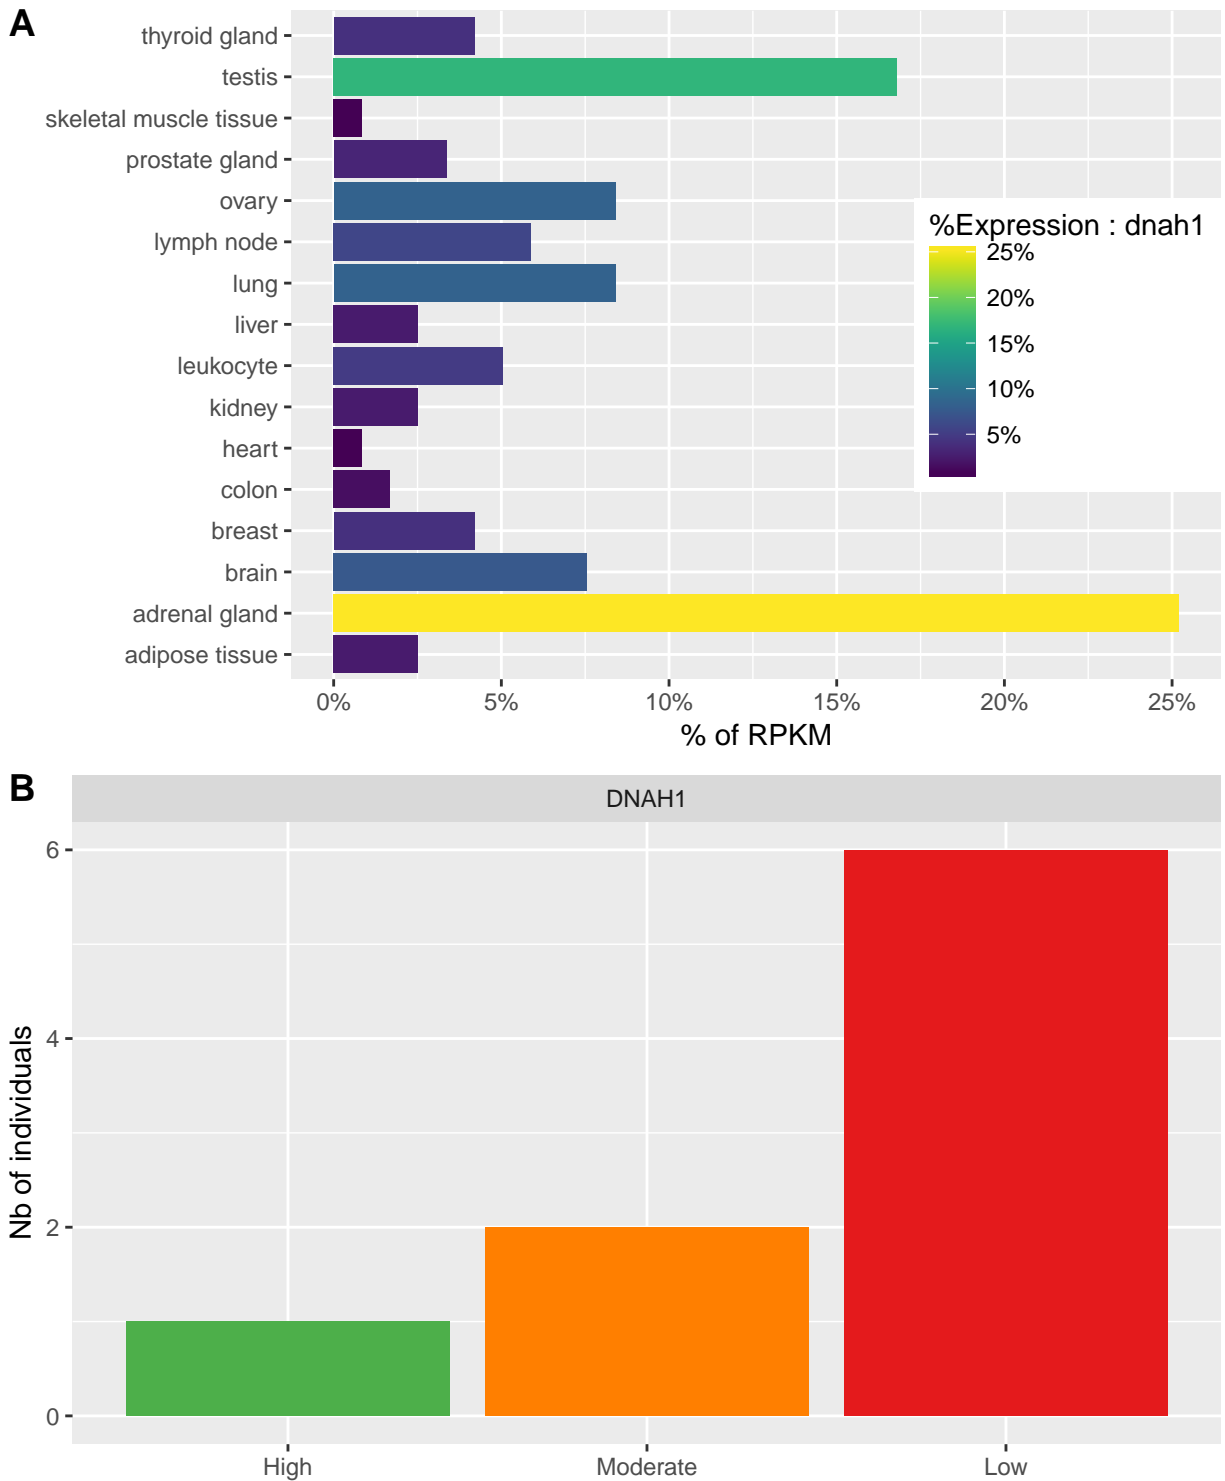 A
thyroid gland
testis
skeletal muscle tissue
prostate gland
ovary
lymph node
lung
liver
leukocyte
kidney
heart
colon
breast
brain
adrenal gland
adipose tissue
%Expression : dnah1
25%
20%
15%
10%
5%
0% 5% 10% 15% 20% 25%
% of RPKM
B
DNAH1
Nb of individuals
6
4
2
0
High Moderate Low